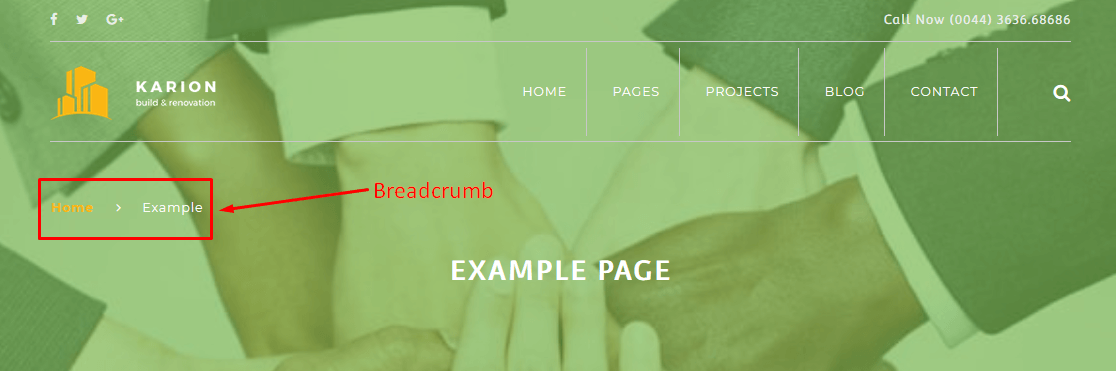 Call Now (0044) 3636.68686
KARION
build & renovation
HOME PAGES PROJECTS BLOG CONTACT
Home > Example
Breadcrumb
EXAMPLE PAGE